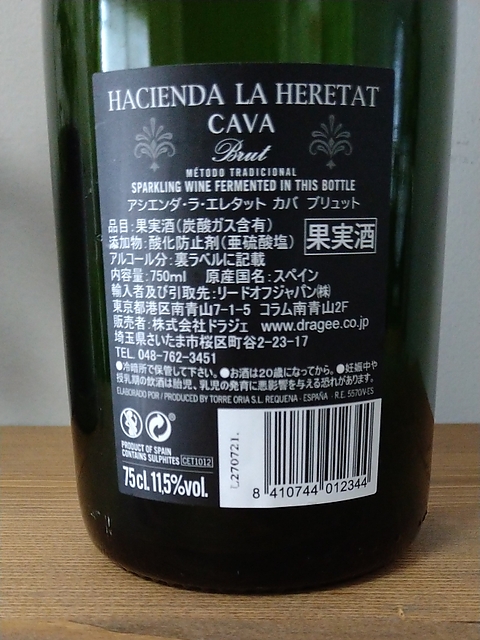 HACIENDA LA HERETAT
CAVA
Brut
MÉTODO TRADICIONAL
SPARKLING WINE FERMENTED IN THIS BOTTLE
アシエンダ・ラ・エレタット カバ ブリュット
品目:果実酒(炭酸ガス含有)
添加物:酸化防止剤(亜硫酸塩)
果実酒
アルコール分:裏ラベルに記載
内容量:750ml 原産国名:スペイン
輸入者及び引取先:リードオフジャパン㈱
東京都港区南青山7-1-5 コラム南青山2F
販売者:株式会社ドラジェ www.dragee.co.jp
埼玉県さいたま市桜区町谷2-23-17
TEL. 048-762-3451
●冷暗所で保管して下さい。●お酒は20歳になってから。●妊娠中や
授乳期の飲酒は胎児、乳児の発育に悪影響を与える恐れがあります。
ELABORADO POR / PRODUCED BY TORRE ORIA S.L. REQUENA - ESPAÑA - R.E. 5570 V-ES
PRODUCT OF SPAIN
CONTAINS SULPHITES CET1012
75cl. 11,5%vol.
L270721.
8 410744 012344